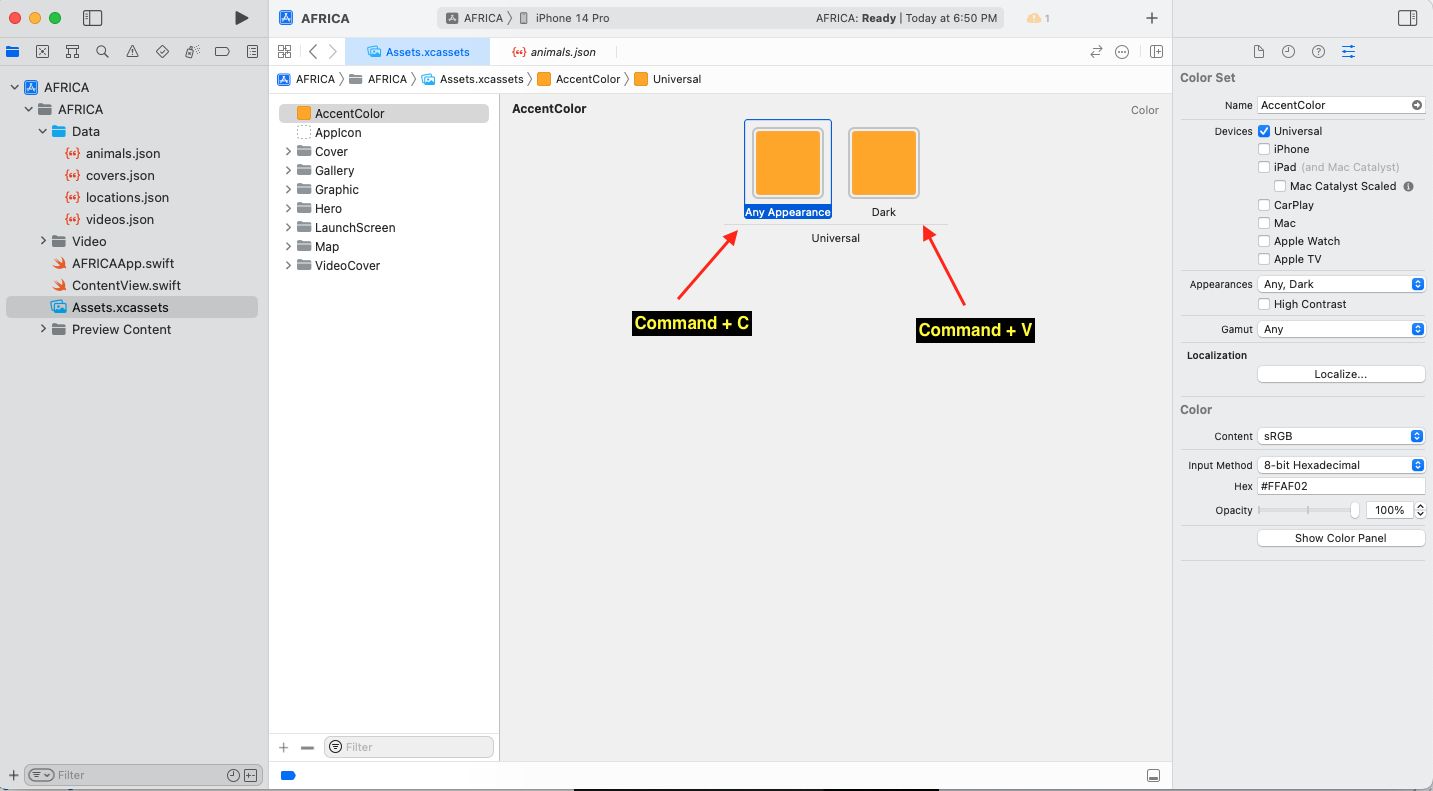 AFRICA
AFRICA 〉 iPhone 14 Pro
AFRICA: Ready | Today at 6:50 PM
1
Assets.xcassets
animals.json
AFRICA 〉 AFRICA 〉 Assets.xcassets 〉 AccentColor 〉 Universal
AFRICA
AFRICA
Data
animals.json
covers.json
locations.json
videos.json
Video
AFRICAApp.swift
ContentView.swift
Assets.xcassets
Preview Content
Filter
AccentColor
AppIcon
Cover
Gallery
Graphic
Hero
LaunchScreen
Map
VideoCover
Filter
AccentColor
Color
Any Appearance
Dark
Universal
Command + C
Command + V
Color Set
Name AccentColor
Devices Universal
iPhone
iPad (and Mac Catalyst)
Mac Catalyst Scaled
CarPlay
Mac
Apple Watch
Apple TV
Appearances Any, Dark
High Contrast
Gamut Any
Localization
Localize...
Color
Content sRGB
Input Method 8-bit Hexadecimal
Hex #FFAF02
Opacity 100%
Show Color Panel